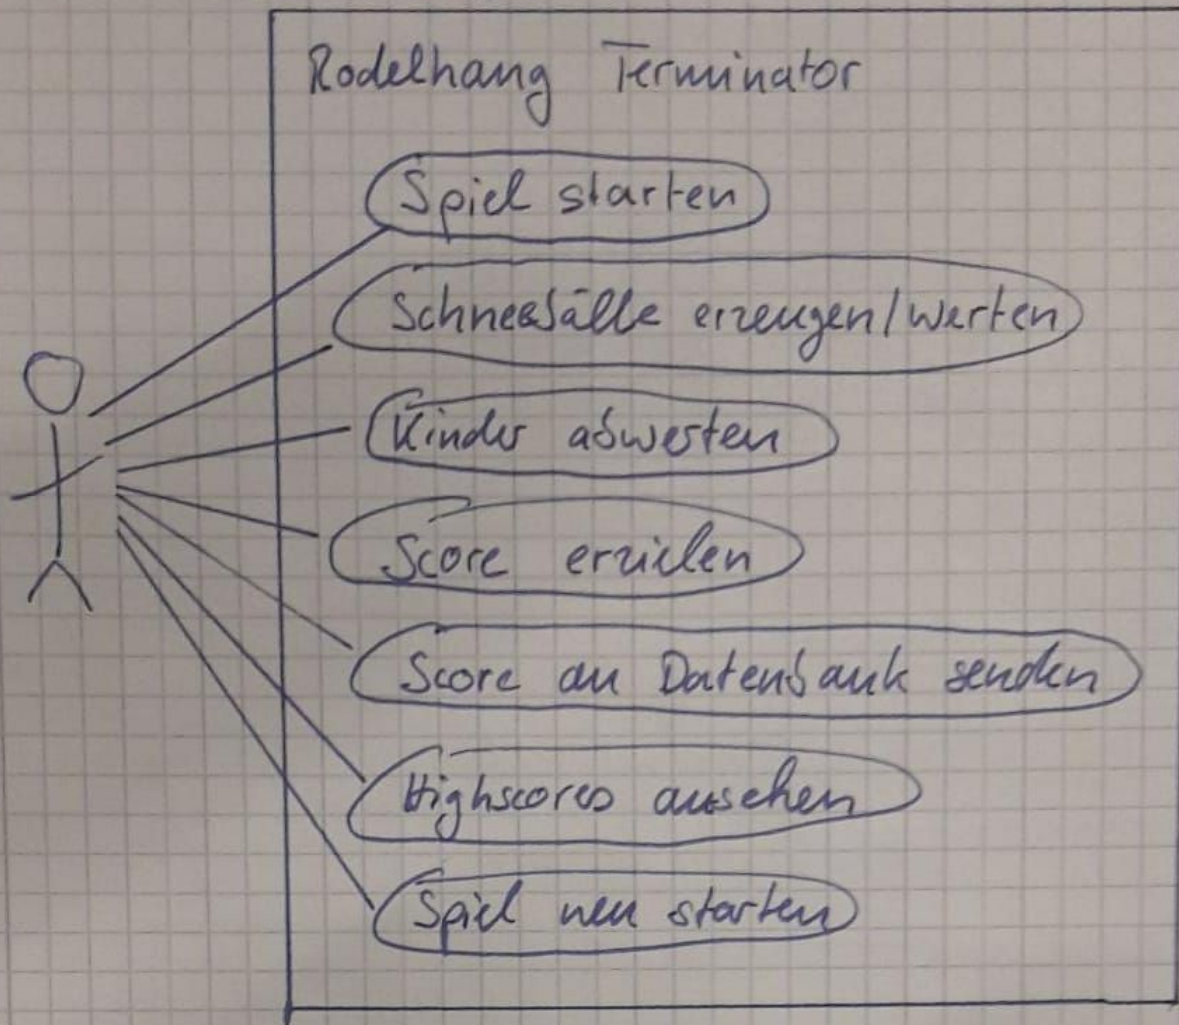 Rodelhang Terminator
Spiel starten
Schneebälle erzeugen/werfen
Kinder abwerfen
Score erzielen
Score an Datenbank senden
Highscores ansehen
Spiel neu starten